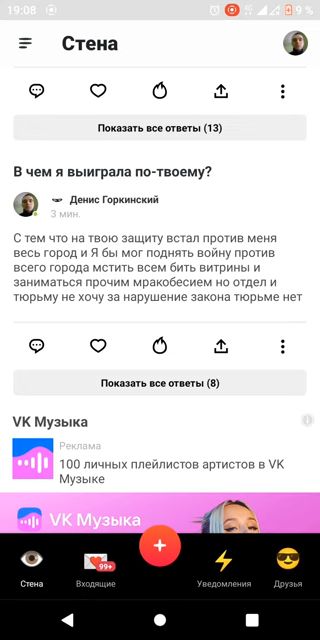 19:08
9 %
Стена
Показать все ответы (13)
В чем я выиграла по-твоему?
Денис Горкинский
3 мин.
С тем что на твою защиту встал против меня
весь город и Я бы мог поднять войну против
всего города мстить всем бить витрины и
заниматься прочим мракобесием но отдел и
тюрьму не хочу за нарушение закона тюрьме нет
Показать все ответы (8)
VK Музыка
Реклама
100 личных плейлистов артистов в VK
Музыке
VK Музыка
Стена
Входящие
99+
Уведомления
Друзья